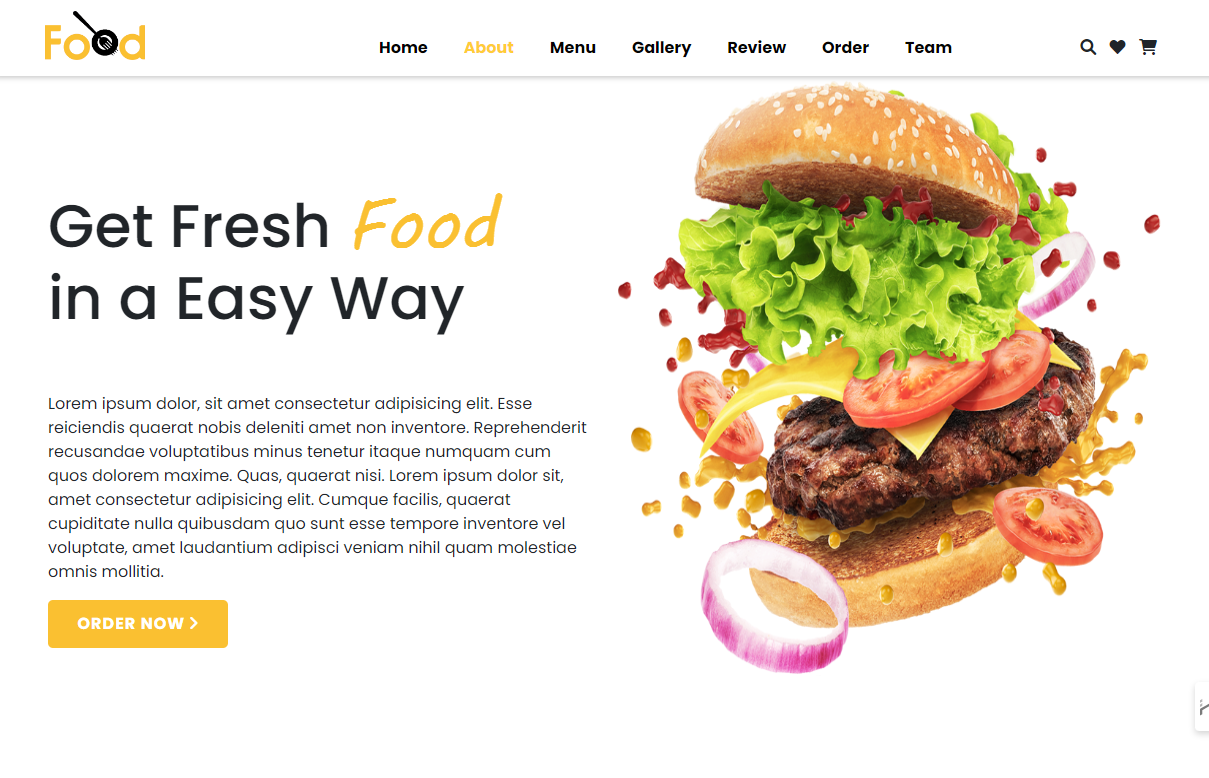 Food
Home About Menu Gallery Review Order Team
Get Fresh Food
in a Easy Way
Lorem ipsum dolor, sit amet consectetur adipisicing elit. Esse
reiciendis quaerat nobis deleniti amet non inventore. Reprehenderit
recusandae voluptatibus minus tenetur itaque numquam cum
quos dolorem maxime. Quas, quaerat nisi. Lorem ipsum dolor sit,
amet consectetur adipisicing elit. Cumque facilis, quaerat
cupiditate nulla quibusdam quo sunt esse tempore inventore vel
voluptate, amet laudantium adipisci veniam nihil quam molestiae
omnis mollitia.
ORDER NOW